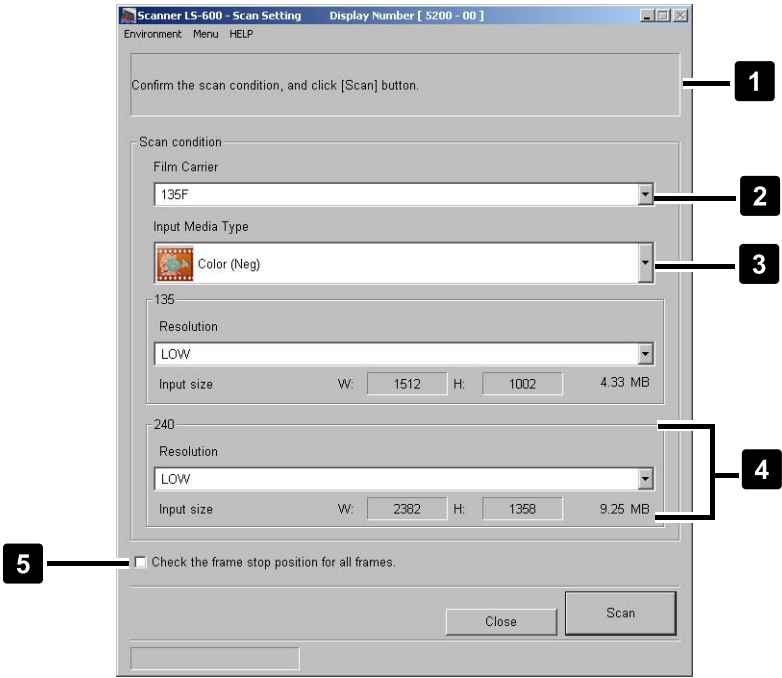 Scanner LS-600 - Scan Setting Display Number [ 5200 - 00 ]
Environment Menu HELP
Confirm the scan condition, and click [Scan] button.
1
Scan condition
Film Carrier
135F
2
Input Media Type
Color (Neg)
3
135
Resolution
LOW
Input size W: 1512 H: 1002 4.33 MB
240
Resolution
LOW
4
Input size W: 2382 H: 1358 9.25 MB
5
Check the frame stop position for all frames.
Close Scan